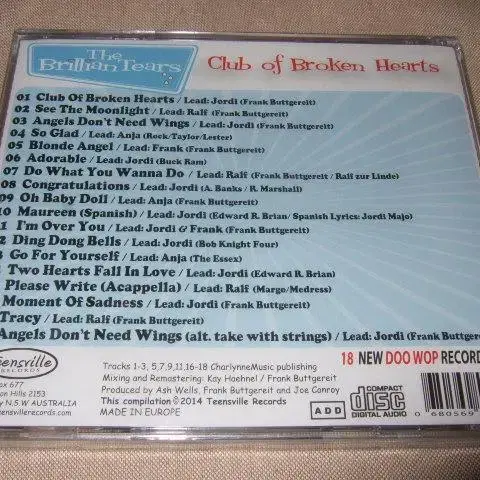 The
BrillianTears
Club of Broken Hearts
01 Club Of Broken Hearts / Lead: Jordi (Frank Buttgereit)
02 See The Moonlight / Lead: Ralf (Frank Buttgereit)
03 Angels Don't Need Wings / Lead: Jordi (Frank Buttgereit)
04 So Glad / Lead: Anja (Rock/Taylor/Lester)
05 Blonde Angel / Lead: Frank (Frank Buttgereit)
06 Adorable / Lead: Jordi (Buck Ram)
07 Do What You Wanna Do / Lead: Ralf (Frank Buttgereit / Ralf zur Linde)
08 Congratulations / Lead: Jordi (A. Banks / R. Marshall)
09 Oh Baby Doll / Lead: Anja (Frank Buttgereit)
10 Maureen (Spanish) / Lead: Jordi (Edward R. Brian/ Spanish Lyrics: Jordi Majo)
1 I'm Over You / Lead: Jordi & Frank (Frank Buttgereit)
2 Ding Dong Bells / Lead: Jordi (Bob Knight Four)
3 Go For Yourself / Lead: Anja (The Essex)
Two Hearts Fall In Love / Lead: Jordi (Edward R. Brian)
Please Write (Acappella) / Lead: Ralf (Margo/Medress)
Moment Of Sadness / Lead: Jordi (Frank Buttgereit)
Tracy / Lead: Ralf (Frank Buttgereit)
Angels Don't Need Wings (alt. take with strings) / Lead: Jordi (Frank
18 NEW DOO WOP RECORD
Teensville
RECORDS
ox 677
on Hills 2153
y N.S.W AUSTRALIA
teensvillerecords.com
Tracks 1-3, 5,7,9,11,16-18 CharlynneMusic publishing
Mixing and Remastering: Kay Hoehnel / Frank Buttgereit
Produced by Ash Wells, Frank Buttgereit and Joe Conroy
This compilation © 2014 Teensville Records
MADE IN EUROPE
ADD
COMPACT
disc
DIGITAL AUDIO
0 680569